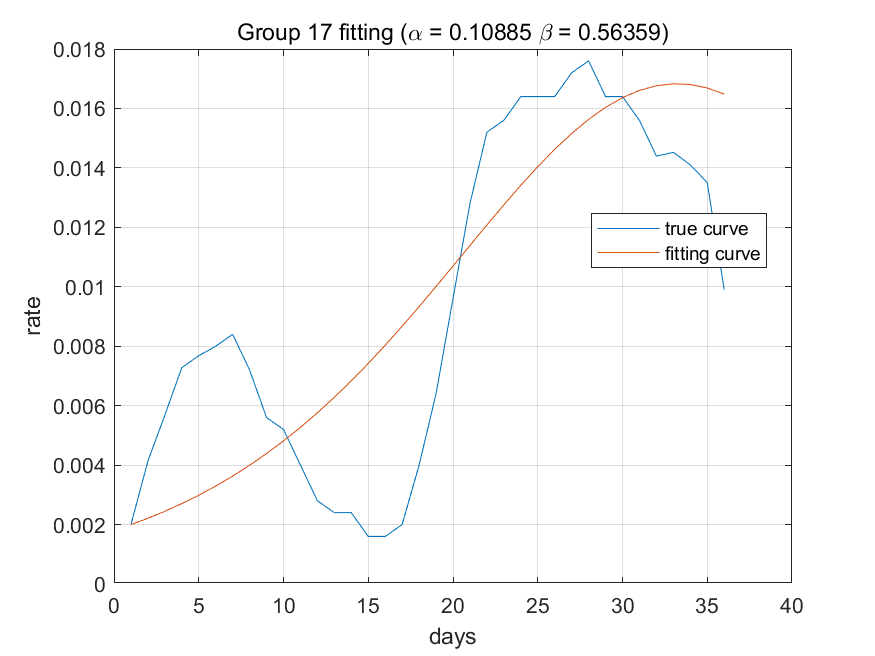 Group 17 fitting (α = 0.10885 β = 0.56359)
0.018
0.016
0.014
0.012
0.01
0.008
0.006
0.004
0.002
0
rate
true curve
fitting curve
0 5 10 15 20 25 30 35 40
days